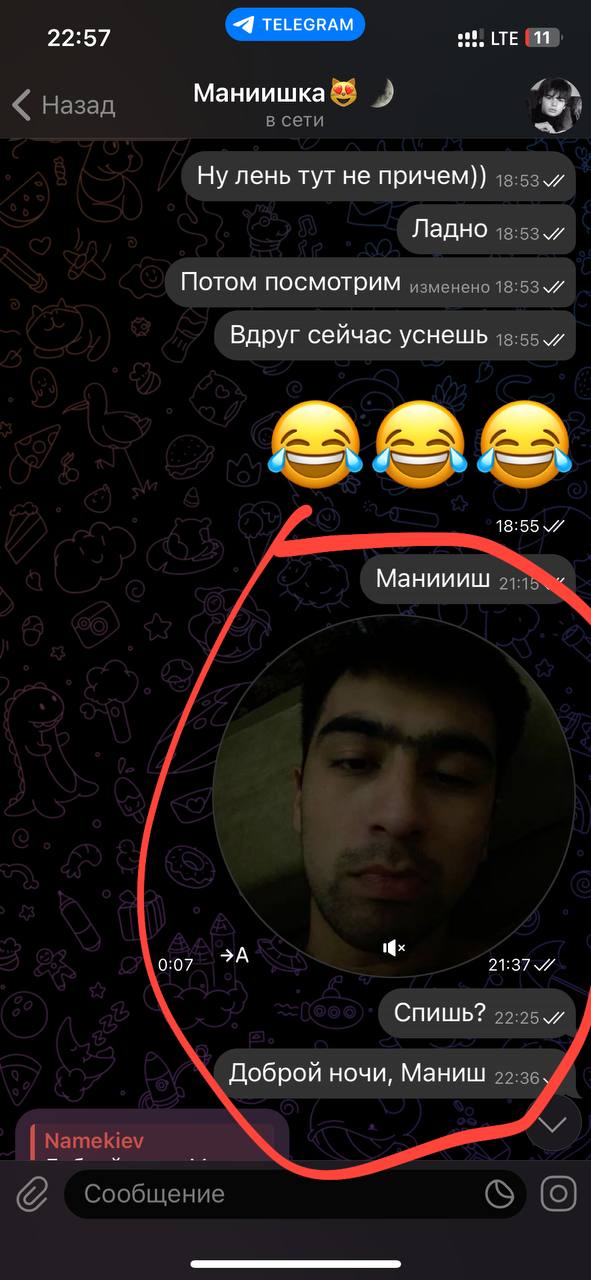 22:57
TELEGRAM
LTE 11
Назад
Маниишка😻 🌒
в сети
Ну лень тут не причем)) 18:53
Ладно 18:53
Потом посмотрим изменено 18:53
Вдруг сейчас уснешь 18:55
😂😂😂
18:55
Маниииш 21:15
0:07 →A 21:37
Спишь? 22:25
Доброй ночи, Маниш 22:36
Namekiev
Сообщение